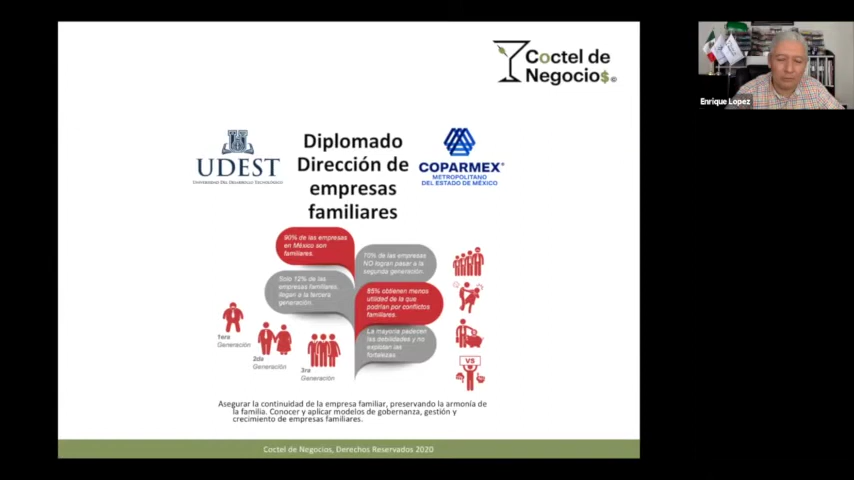 Coctel de
Negocio$©
Enrique Lopez
UDEST
UNIVERSIDAD DEL DESARROLLO TECNOLÓGICO
Diplomado
Dirección de
empresas
familiares
COPARMEX®
METROPOLITANO
DEL ESTADO DE MÉXICO
90% de las empresas
en México son
familiares.
70% de las empresas
NO logran pasar a la
segunda generación.
Solo 12% de las
empresas familiares,
llegan a la tercera
generación.
85% obtienen menos
utilidad de la que
podrían por conflictos
familiares.
La mayoría padecen
las debilidades y no
explotan las
fortalezas.
1era
Generación
2da
Generación
3ra
Generación
VS
Asegurar la continuidad de la empresa familiar, preservando la armonía de
la familia. Conocer y aplicar modelos de gobernanza, gestión y
crecimiento de empresas familiares.
Coctel de Negocios, Derechos Reservados 2020